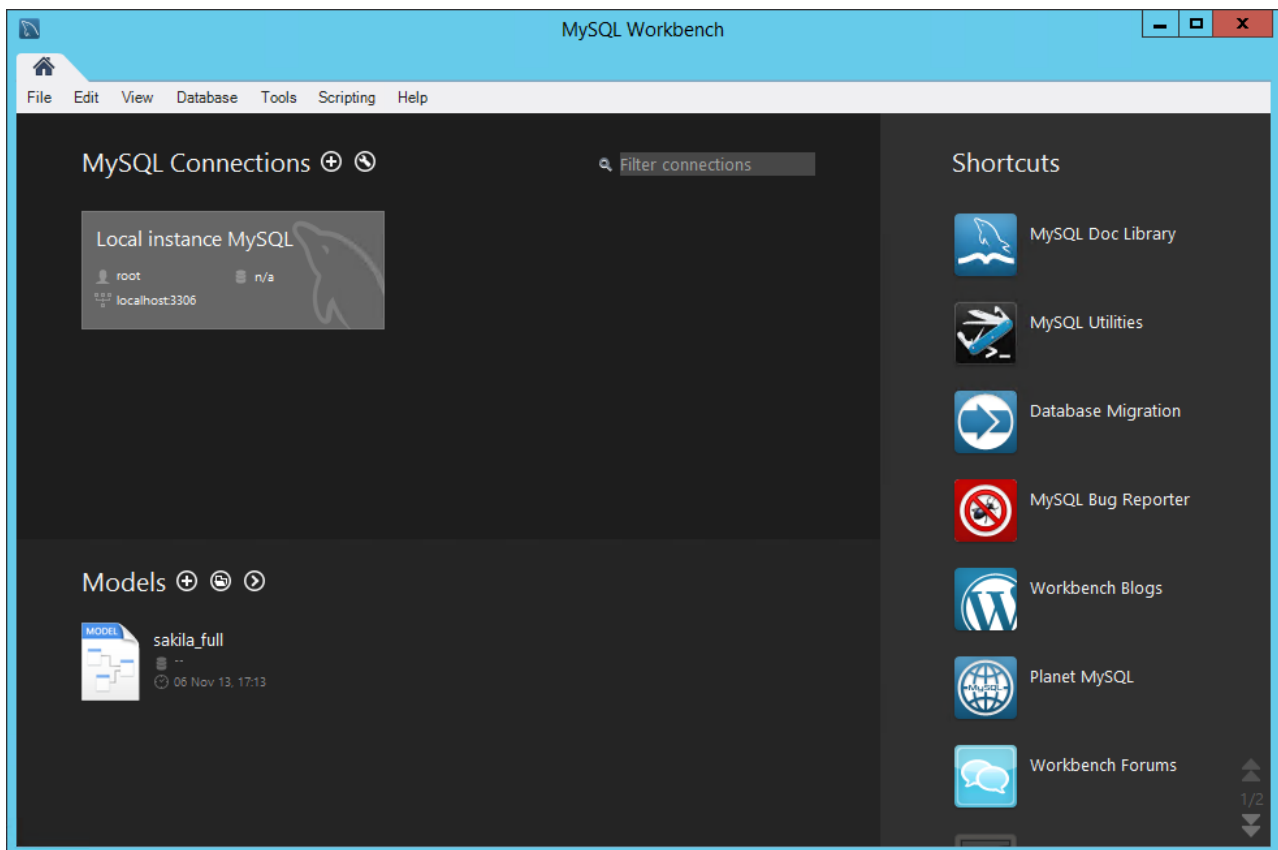 MySQL Workbench
File Edit View Database Tools Scripting Help
MySQL Connections
Filter connections
Local instance MySQL
root
n/a
localhost:3306
Models
MODEL
sakila_full
--
06 Nov 13, 17:13
Shortcuts
MySQL Doc Library
MySQL Utilities
Database Migration
MySQL Bug Reporter
Workbench Blogs
MySQL
Planet MySQL
Workbench Forums
1/2